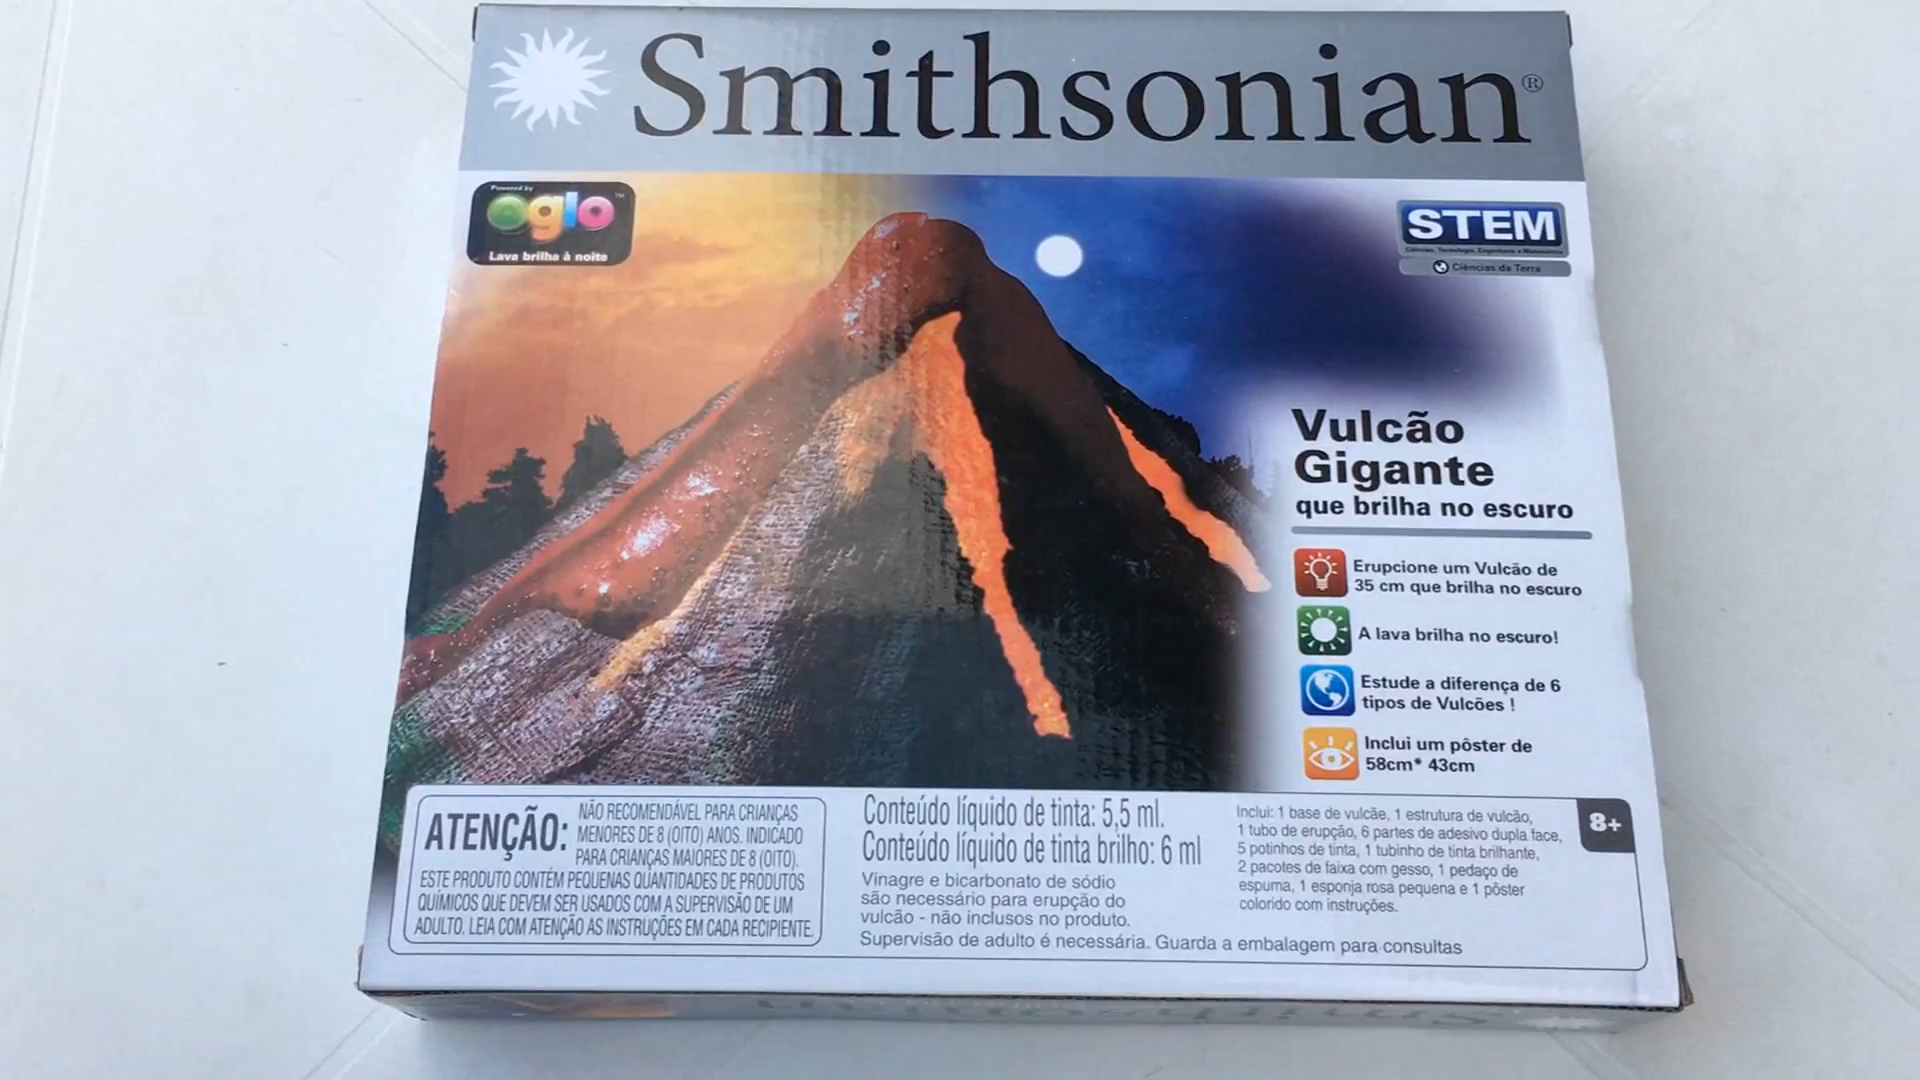 Smithsonian®
Powered by
oglo™
Lava brilha à noite
STEM
Ciências, Tecnologia, Engenharia e Matemática
Ciências da Terra
Vulcão
Gigante
que brilha no escuro
Erupcione um Vulcão de
35 cm que brilha no escuro
A lava brilha no escuro!
Estude a diferença de 6
tipos de Vulcões !
Inclui um pôster de
58cm* 43cm
ATENÇÃO: NÃO RECOMENDÁVEL PARA CRIANÇAS
MENORES DE 8 (OITO) ANOS. INDICADO
PARA CRIANÇAS MAIORES DE 8 (OITO).
ESTE PRODUTO CONTÉM PEQUENAS QUANTIDADES DE PRODUTOS
QUÍMICOS QUE DEVEM SER USADOS COM A SUPERVISÃO DE UM
ADULTO. LEIA COM ATENÇÃO AS INSTRUÇÕES EM CADA RECIPIENTE.
Conteúdo líquido de tinta: 5,5 ml.
Conteúdo líquido de tinta brilho: 6 ml
Vinagre e bicarbonato de sódio
são necessário para erupção do
vulcão - não inclusos no produto.
Supervisão de adulto é necessária. Guarda a embalagem para consultas
Inclui: 1 base de vulcãe, 1 estrutura de vulcão,
1 tubo de erupção, 6 partes de adesivo dupla face,
5 potinhos de tinta, 1 tubinho de tinta brilhante,
2 pacotes de faixa com gesso, 1 pedaço de
espuma, 1 esponja rosa pequena e 1 pôster
colorido com instruções.
8+
Smithsonian